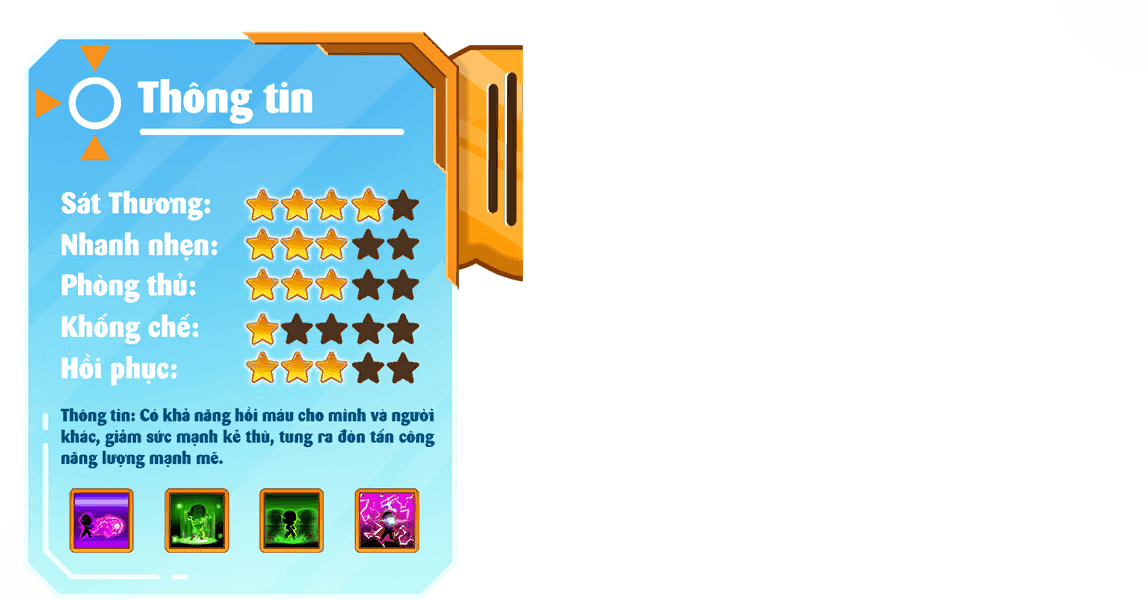 Thông tin
Sát Thương:
Nhanh nhẹn:
Phòng thủ:
Khống chế:
Hồi phục:
Thông tin: Có khả năng hồi máu cho mình và người
khác, giảm sức mạnh kẻ thù, tung ra đòn tấn công
năng lượng mạnh mẽ.